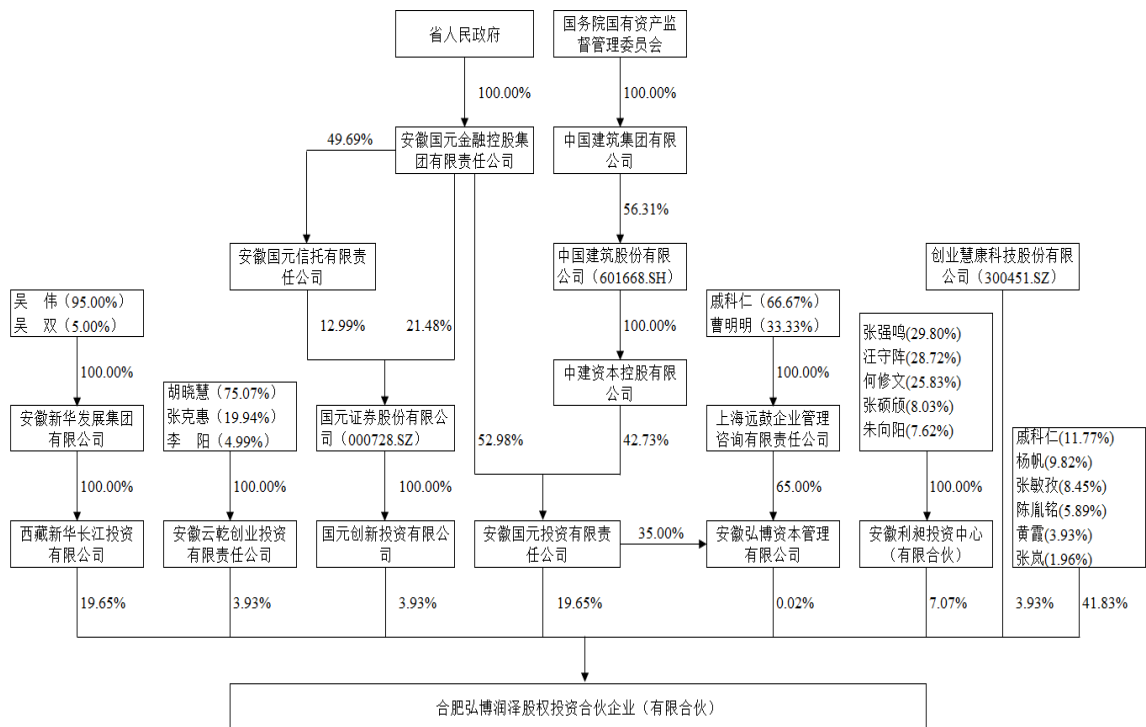 省人民政府
国务院国有资产监
督管理委员会
100.00%
100.00%
49.69%
安徽国元金融控股集
团有限责任公司
中国建筑集团有限
公司
56.31%
安徽国元信托有限责
任公司
中国建筑股份有限
公司（601668.SH）
创业慧康科技股份有限
公司（300451.SZ）
吴　伟（95.00%）
吴　双（5.00%）
12.99%
21.48%
100.00%
戚科仁（66.67%）
曹明明（33.33%）
张强鸣(29.80%)
汪守阵(28.72%)
何修文(25.83%)
张硕颀(8.03%)
朱向阳(7.62%)
100.00%
胡晓慧（75.07%）
张克惠（19.94%）
李　阳（4.99%）
中建资本控股有限
公司
100.00%
安徽新华发展集团
有限公司
国元证券股份有限公
司（000728.SZ）
52.98%
42.73%
上海远鼓企业管理
咨询有限责任公司
戚科仁(11.77%)
杨帆(9.82%)
张敏孜(8.45%)
陈胤铭(5.89%)
黄霞(3.93%)
张岚(1.96%)
100.00%
100.00%
100.00%
65.00%
100.00%
西藏新华长江投资
有限公司
安徽云乾创业投资
有限责任公司
国元创新投资有限公
司
安徽国元投资有限责
任公司
35.00%
安徽弘博资本管理
有限公司
安徽利昶投资中心
（有限合伙）
19.65%
3.93%
3.93%
19.65%
0.02%
7.07%
3.93%
41.83%
合肥弘博润泽股权投资合伙企业（有限合伙）